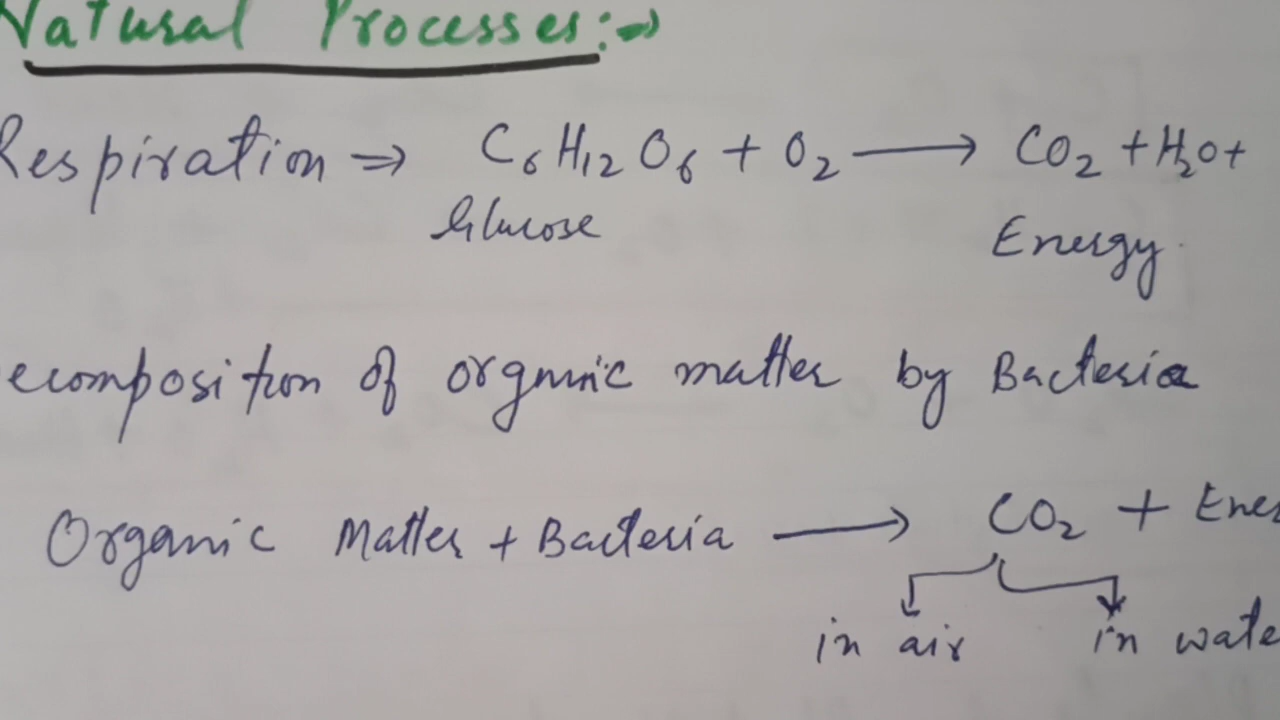 Natural Processes:→
Respiration ⇒ C₆H₁₂O₆ + O₂ → CO₂ + H₂O +
Glucose Energy
ecomposition of organic matter by Bacteria
Organic Matter + Bacteria → CO₂ + Ener
in air in wate